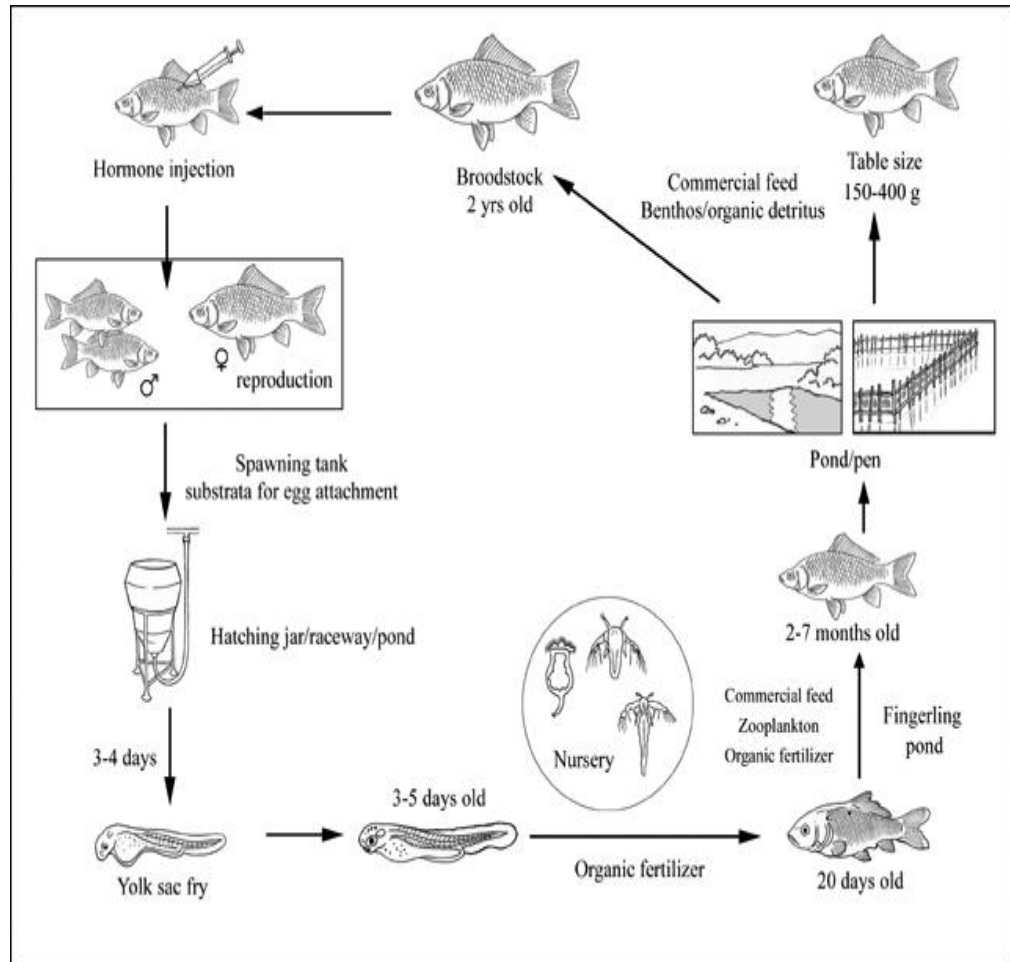 Hormone injection
Broodstock
2 yrs old
Commercial feed
Benthos/organic detritus
Table size
150-400 g
♂
♀
reproduction
Pond/pen
Spawning tank
substrata for egg attachment
Hatching jar/raceway/pond
2-7 months old
Commercial feed
Zooplankton
Organic fertilizer
Fingerling
pond
Nursery
3-4 days
3-5 days old
Yolk sac fry
Organic fertilizer
20 days old